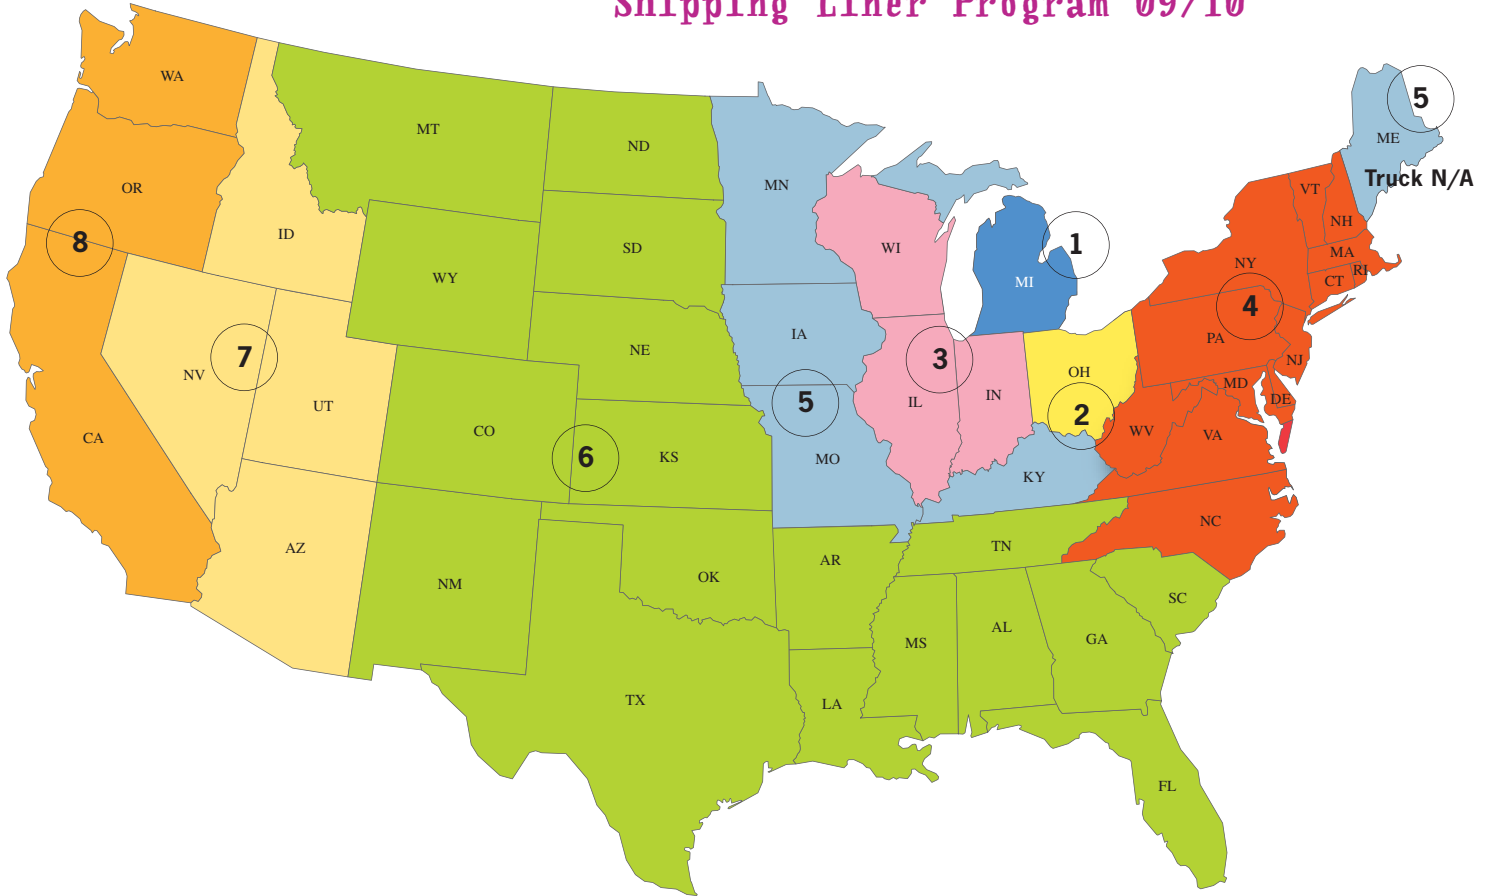 Shipping Liner Program 09/10
WA
MT
ND
MN
ME
5
OR
ID
SD
WI
MI
1
VT
NH
Truck N/A
8
WY
NY
MA
CT
RI
7
NV
NE
IA
3
OH
4
PA
NJ
UT
CO
6
KS
5
MO
IL
IN
2
MD
DE
CA
KY
WV
VA
AZ
NM
OK
AR
TN
NC
SC
TX
LA
MS
AL
GA
FL